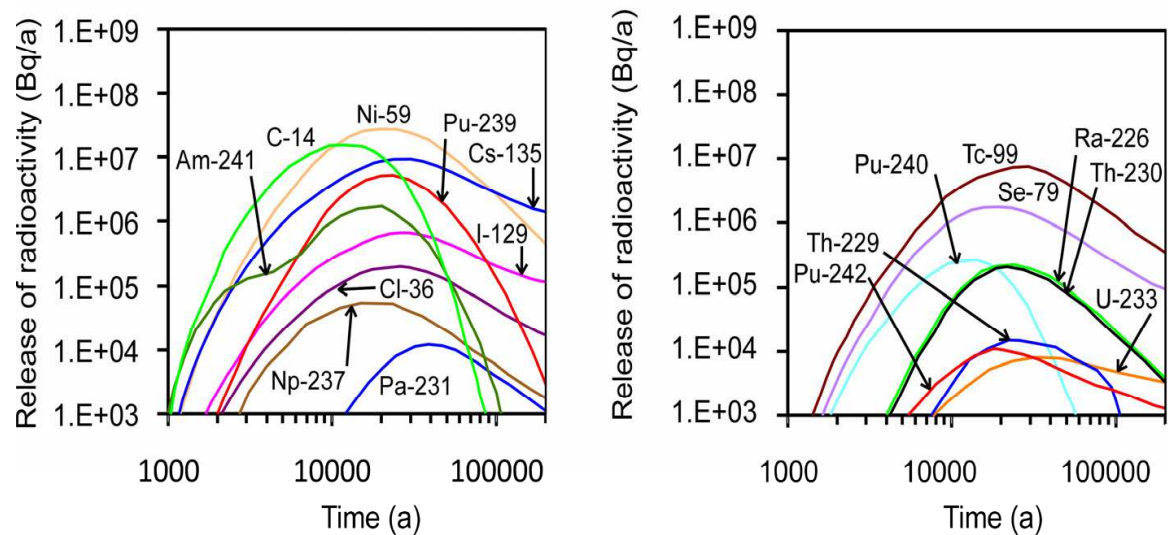 Release of radioactivity (Bq/a)
1.E+09
1.E+08
1.E+07
1.E+06
1.E+05
1.E+04
1.E+03
Ni-59
C-14
Pu-239
Cs-135
Am-241
I-129
Cl-36
Np-237
Pa-231
1000
10000
100000
Time (a)
Release of radioactivity (Bq/a)
1.E+09
1.E+08
1.E+07
1.E+06
1.E+05
1.E+04
1.E+03
Ra-226
Pu-240
Tc-99
Th-230
Se-79
Th-229
Pu-242
U-233
1000
10000
100000
Time (a)